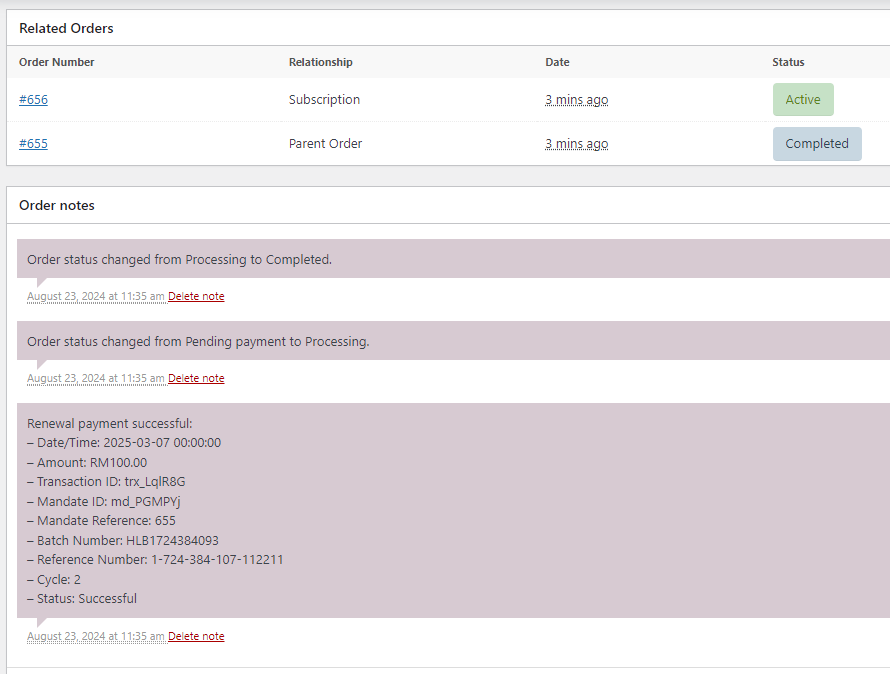 Related Orders
Order Number Relationship Date Status
#656 Subscription 3 mins ago Active
#655 Parent Order 3 mins ago Completed
Order notes
Order status changed from Processing to Completed.
August 23, 2024 at 11:35 am Delete note
Order status changed from Pending payment to Processing.
August 23, 2024 at 11:35 am Delete note
Renewal payment successful:
– Date/Time: 2025-03-07 00:00:00
– Amount: RM100.00
– Transaction ID: trx_LqlR8G
– Mandate ID: md_PGMPYj
– Mandate Reference: 655
– Batch Number: HLB1724384093
– Reference Number: 1-724-384-107-112211
– Cycle: 2
– Status: Successful
August 23, 2024 at 11:35 am Delete note